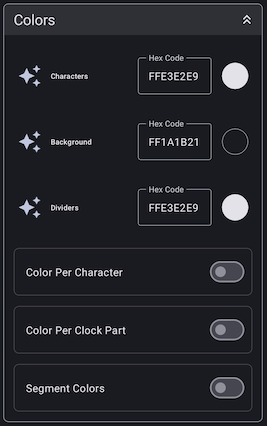 Colors
Hex Code
Characters
FFE3E2E9
Hex Code
Background
FF1A1B21
Hex Code
Dividers
FFE3E2E9
Color Per Character
Color Per Clock Part
Segment Colors